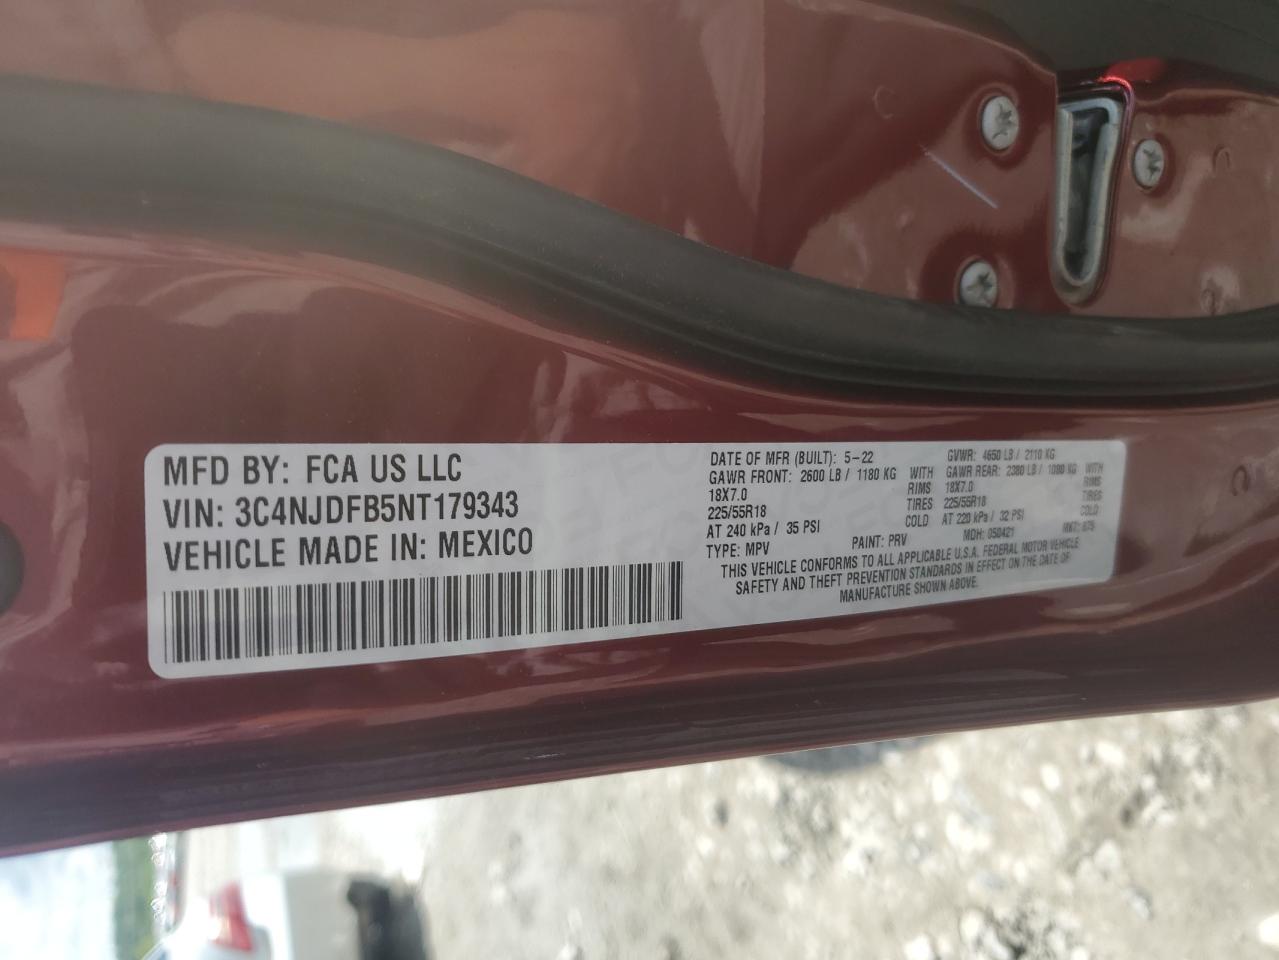 MFD BY: FCA US LLC
VIN: 3C4NJDFB5NT179343
VEHICLE MADE IN: MEXICO
DATE OF MFR (BUILT): 5-22 GVWR: 4650 LB / 2110 KG
GAWR FRONT: 2600 LB / 1180 KG WITH GAWR REAR: 2380 LB / 1080 KG WITH
18X7.0 RIMS 18X7.0 RIMS
225/55R18 TIRES 225/55R18 TIRES
AT 240 kPa / 35 PSI COLD AT 220 kPa / 32 PSI COLD
TYPE: MPV PAINT: PRV MDH: 050421 MKT: 675
THIS VEHICLE CONFORMS TO ALL APPLICABLE U.S.A. FEDERAL MOTOR VEHICLE
SAFETY AND THEFT PREVENTION STANDARDS IN EFFECT ON THE DATE OF
MANUFACTURE SHOWN ABOVE.